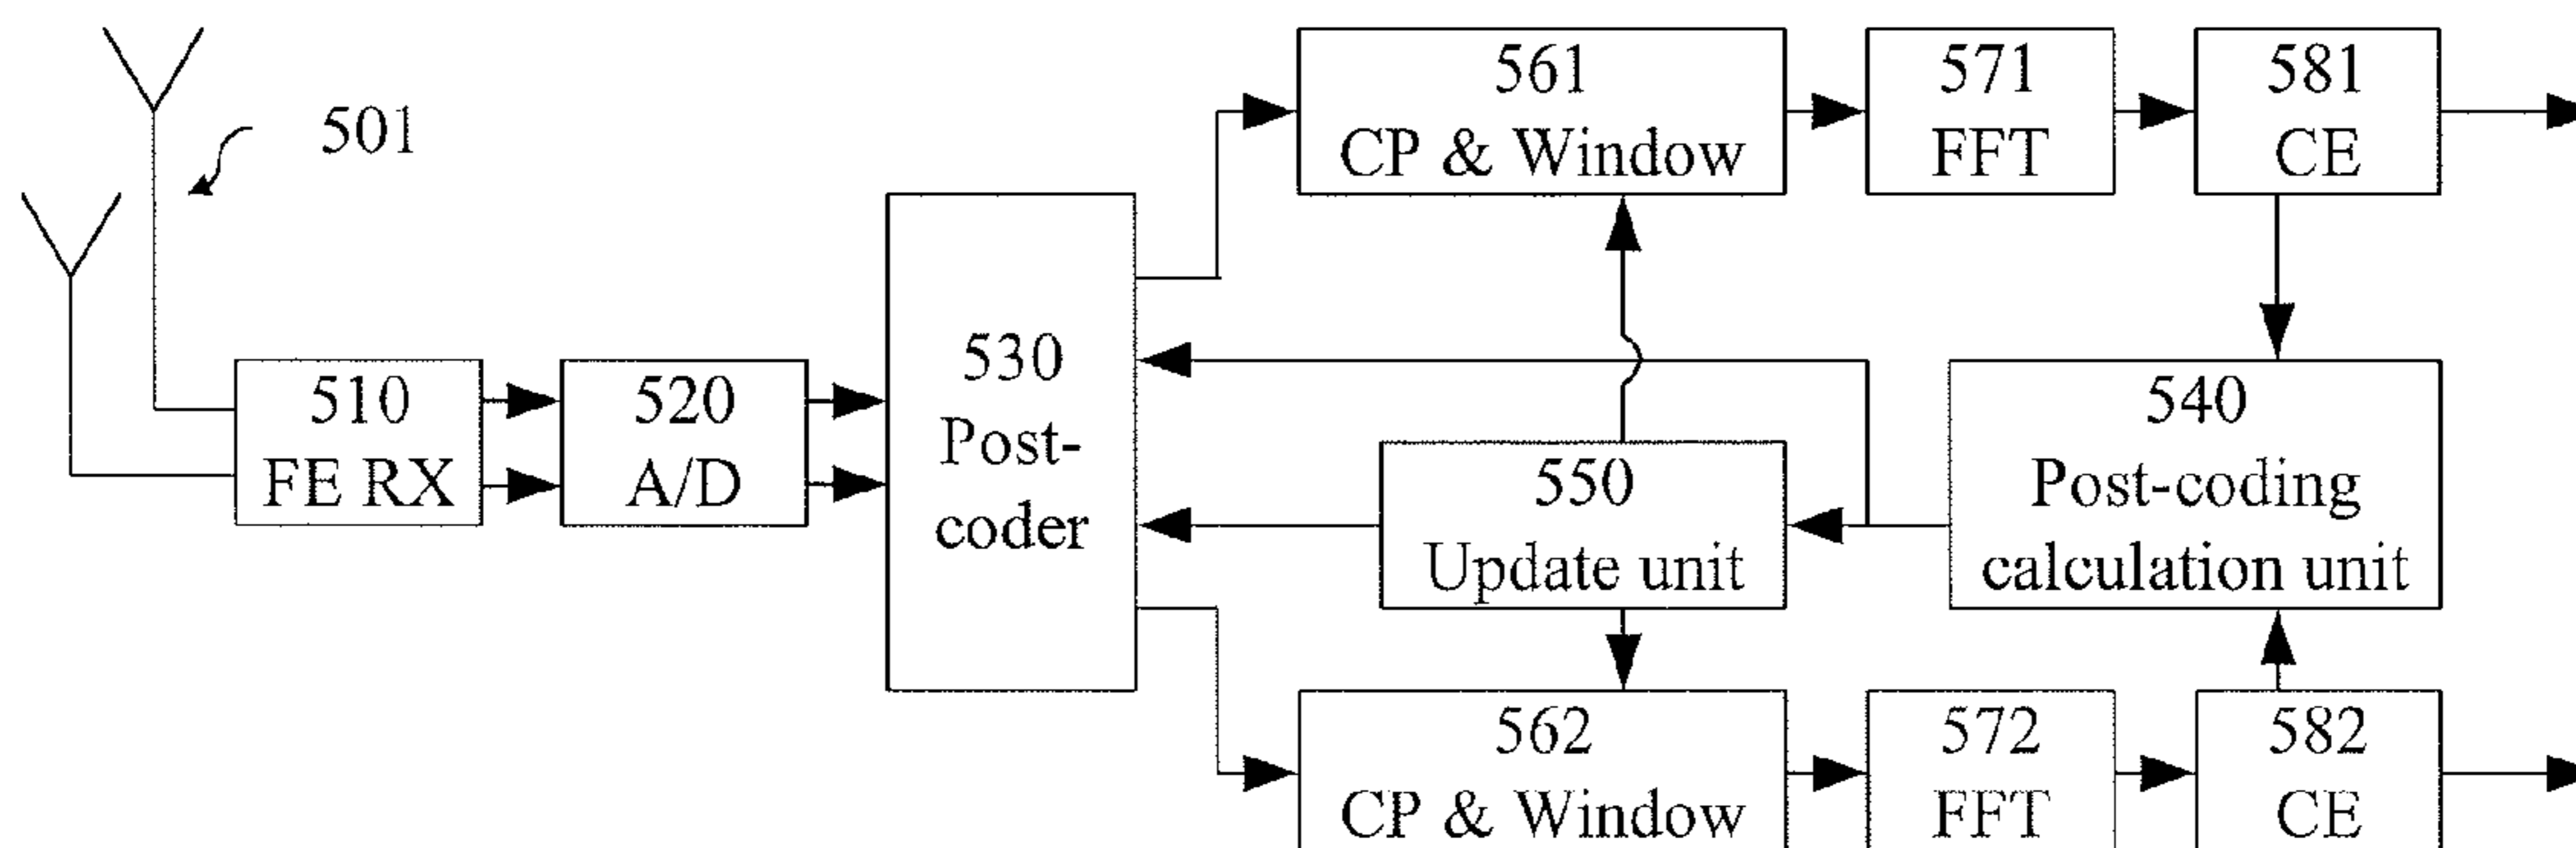 501
510
FE RX
520
A/D
530
Post-
coder
561
CP & Window
571
FFT
581
CE
550
Update unit
540
Post-coding
calculation unit
562
CP & Window
572
FFT
582
CE